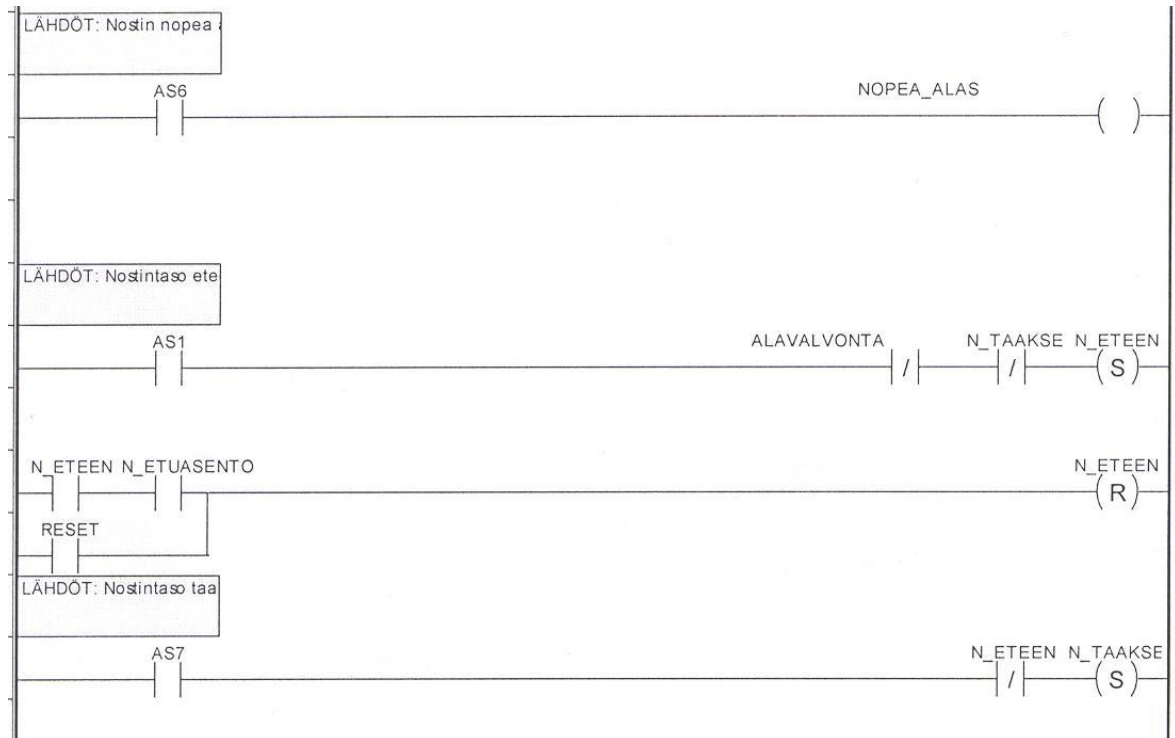 LÄHDÖT: Nostin nopea
AS6
NOPEA_ALAS
( )
LÄHDÖT: Nostintaso ete
AS1
ALAVALVONTA
N_TAAKSE N_ETEEN
/ / (S)
N_ETEEN N_ETUASENTO
N_ETEEN
(R)
RESET
LÄHDÖT: Nostintaso taa
AS7
N_ETEEN N_TAAKSE
/ (S)